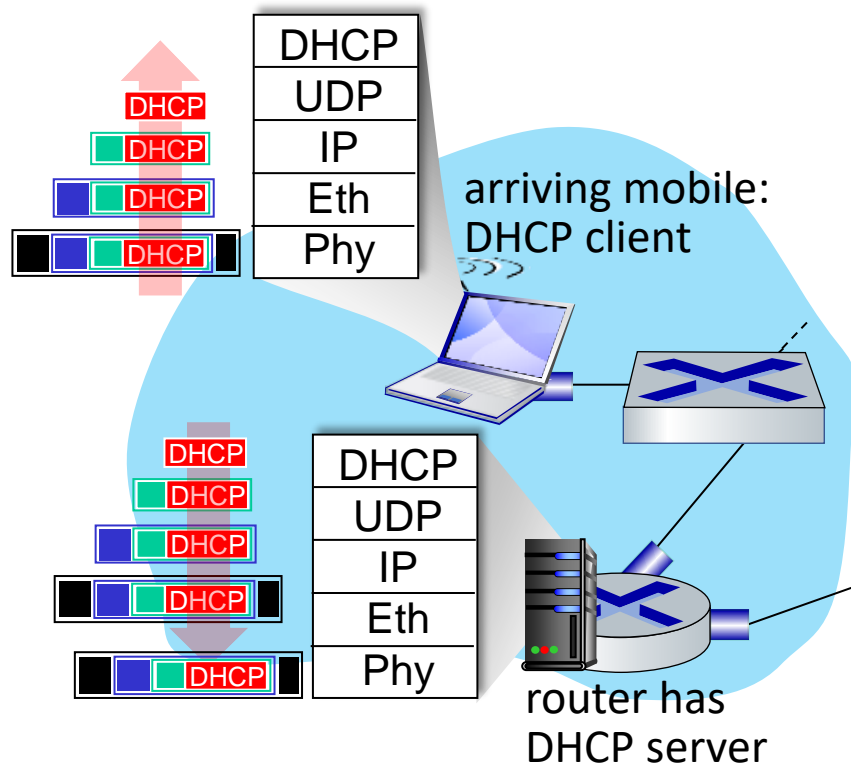 DHCP
UDP
IP
Eth
Phy
DHCP
DHCP
DHCP
DHCP
arriving mobile:
DHCP client
DHCP
UDP
IP
Eth
Phy
DHCP
DHCP
DHCP
DHCP
DHCP
router has
DHCP server